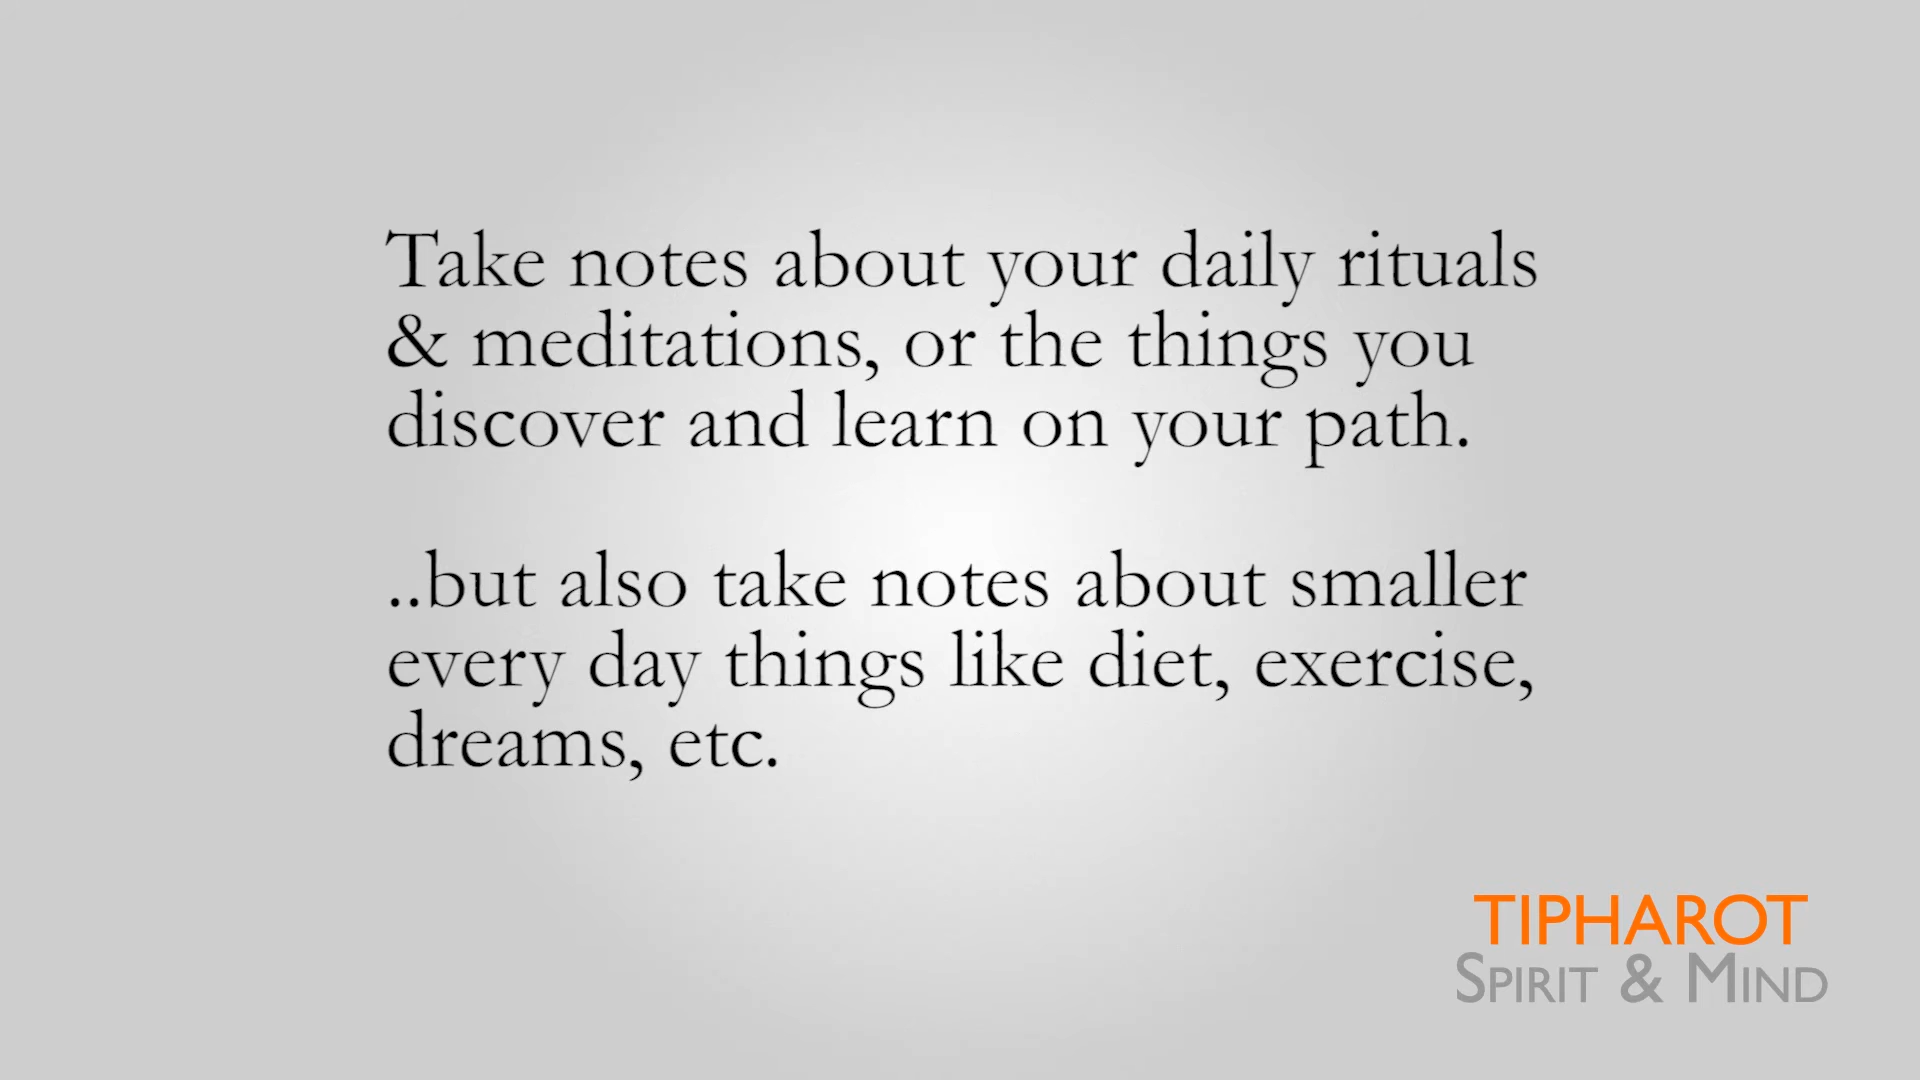 Take notes about your daily rituals
& meditations, or the things you
discover and learn on your path.
..but also take notes about smaller
every day things like diet, exercise,
dreams, etc.
TIPHAROT
SPIRIT & MIND